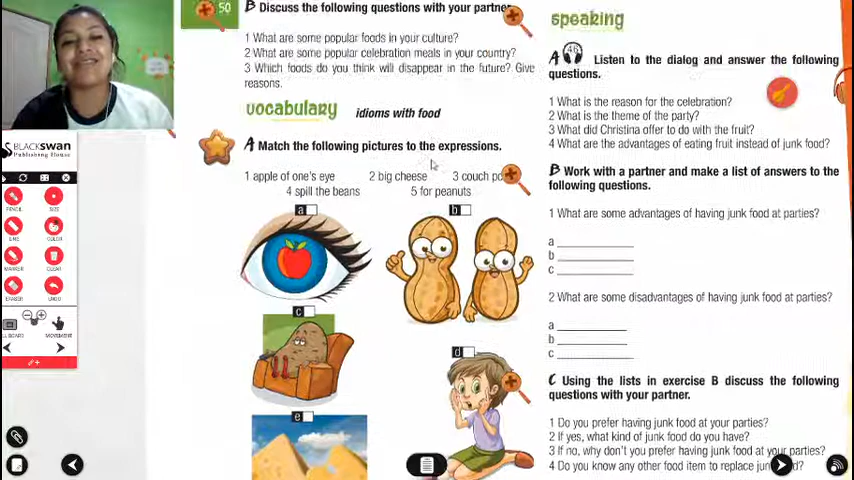 50
B Discuss the following questions with your partner
1 What are some popular foods in your culture?
2 What are some popular celebration meals in your country?
3 Which foods do you think will disappear in the future? Give
reasons.
vocabulary idioms with food
A Match the following pictures to the expressions.
1 apple of one's eye 2 big cheese 3 couch
4 spill the beans 5 for peanuts
a
b
c
d
e
BLACKSWAN
Publishing House
PENCIL SIZE
LINE COLOR
MARKER CLEAR
ERASER UNDO
MOVEMENT
speaking
A 46 Listen to the dialog and answer the following
questions.
1 What is the reason for the celebration?
2 What is the theme of the party?
3 What did Christina offer to do with the fruit?
4 What are the advantages of eating fruit instead of junk food?
B Work with a partner and make a list of answers to the
following questions.
1 What are some advantages of having junk food at parties?
a
b
c
2 What are some disadvantages of having junk food at parties?
a
b
c
C Using the lists in exercise B discuss the following
questions with your partner.
1 Do you prefer having junk food at your parties?
2 If yes, what kind of junk food do you have?
3 If no, why don't you prefer having junk food at your parties?
4 Do you know any other food item to replace